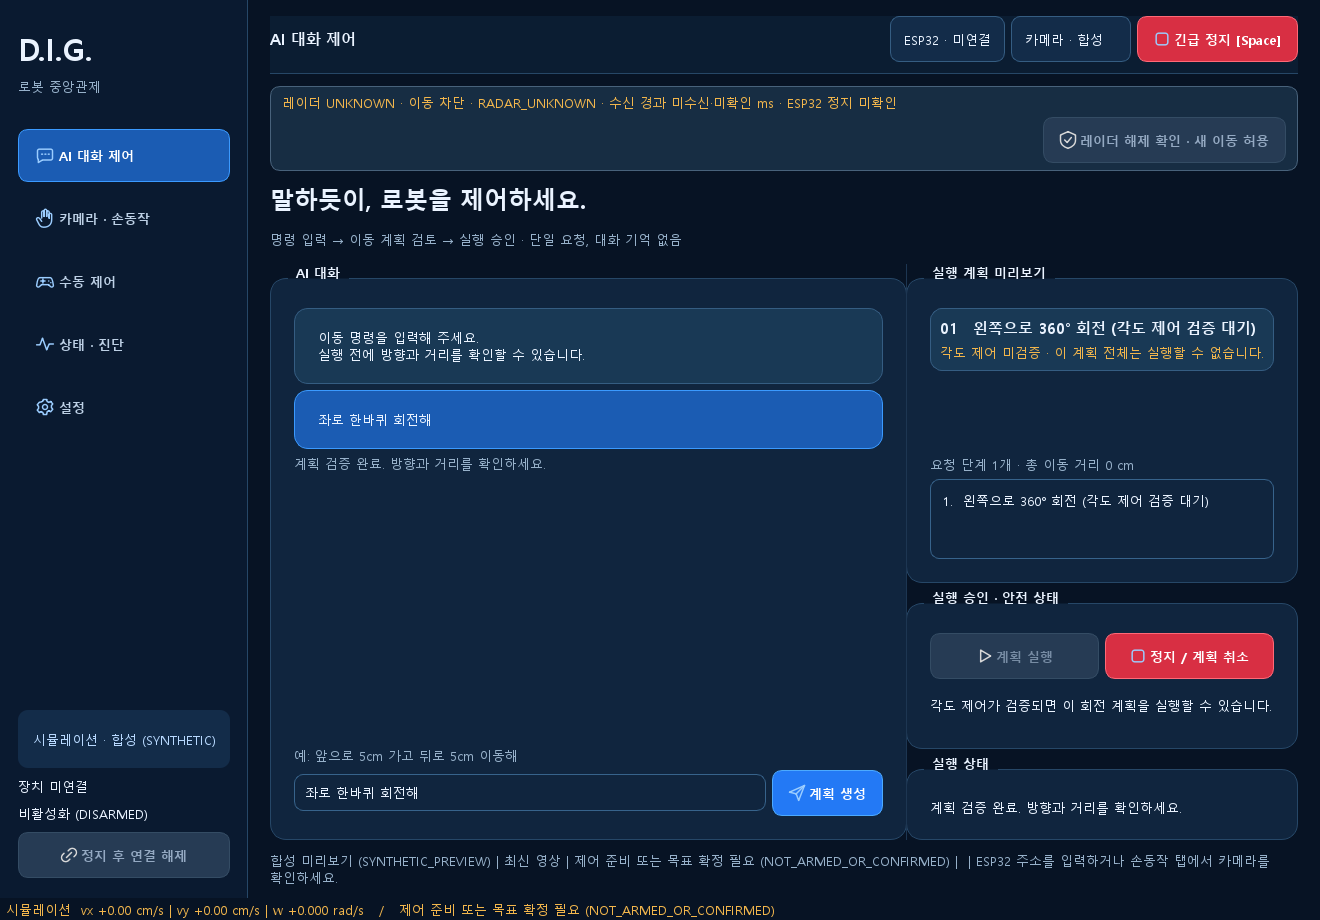 D.I.G.
로봇 중앙관제
AI 대화 제어
카메라 · 손동작
수동 제어
상태 · 진단
설정
시뮬레이션 · 합성 (SYNTHETIC)
장치 미연결
비활성화 (DISARMED)
정지 후 연결 해제
AI 대화 제어
ESP32 · 미연결
카메라 · 합성
긴급 정지 [Space]
레이더 UNKNOWN · 이동 차단 · RADAR_UNKNOWN · 수신 경과 미수신·미확인 ms · ESP32 정지 미확인
레이더 해제 확인 · 새 이동 허용
말하듯이, 로봇을 제어하세요.
명령 입력 → 이동 계획 검토 → 실행 승인 · 단일 요청, 대화 기억 없음
AI 대화
이동 명령을 입력해 주세요.
실행 전에 방향과 거리를 확인할 수 있습니다.
좌로 한바퀴 회전해
계획 검증 완료. 방향과 거리를 확인하세요.
예: 앞으로 5cm 가고 뒤로 5cm 이동해
좌로 한바퀴 회전해
계획 생성
실행 계획 미리보기
01 왼쪽으로 360° 회전 (각도 제어 검증 대기)
각도 제어 미검증 · 이 계획 전체는 실행할 수 없습니다.
요청 단계 1개 · 총 이동 거리 0 cm
1. 왼쪽으로 360° 회전 (각도 제어 검증 대기)
실행 승인 · 안전 상태
계획 실행
정지 / 계획 취소
각도 제어가 검증되면 이 회전 계획을 실행할 수 있습니다.
실행 상태
계획 검증 완료. 방향과 거리를 확인하세요.
합성 미리보기 (SYNTHETIC_PREVIEW) | 최신 영상 | 제어 준비 또는 목표 확정 필요 (NOT_ARMED_OR_CONFIRMED) | | ESP32 주소를 입력하거나 손동작 탭에서 카메라를
확인하세요.
시뮬레이션 vx +0.00 cm/s | vy +0.00 cm/s | w +0.000 rad/s / 제어 준비 또는 목표 확정 필요 (NOT_ARMED_OR_CONFIRMED)